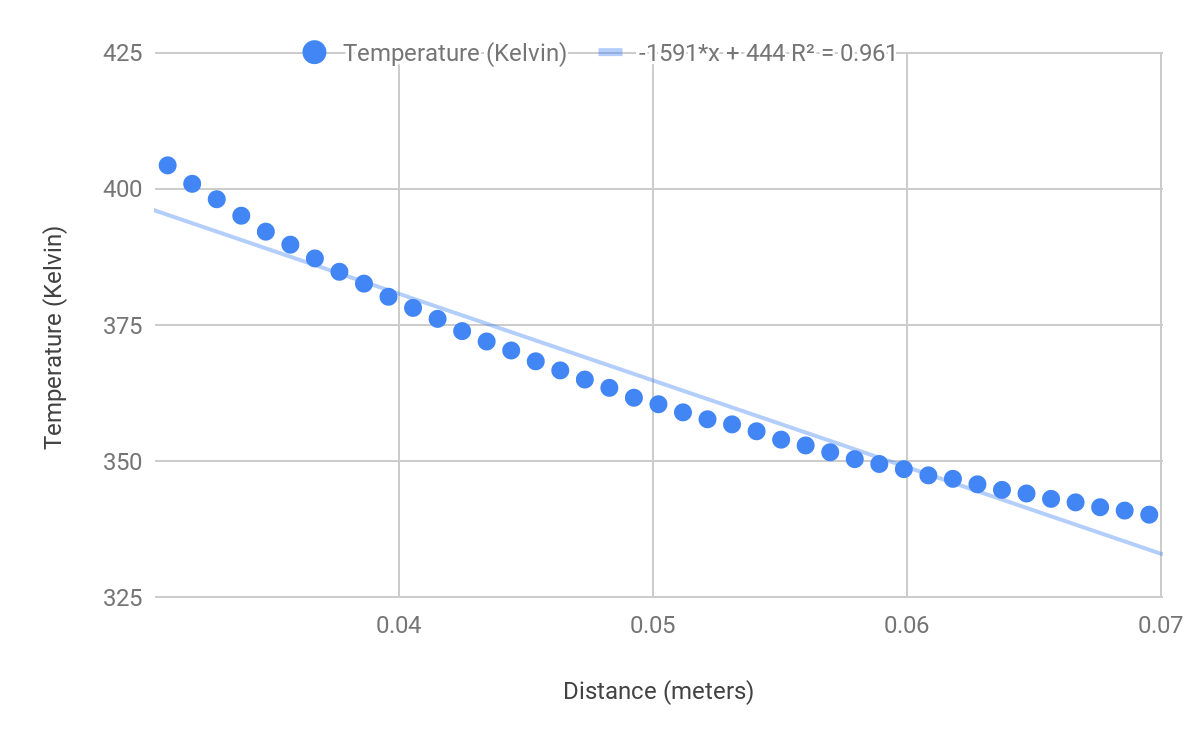 Temperature (Kelvin) -1591*x + 444 R² = 0.961
425
400
375
350
325
Temperature (Kelvin)
0.04 0.05 0.06 0.07
Distance (meters)